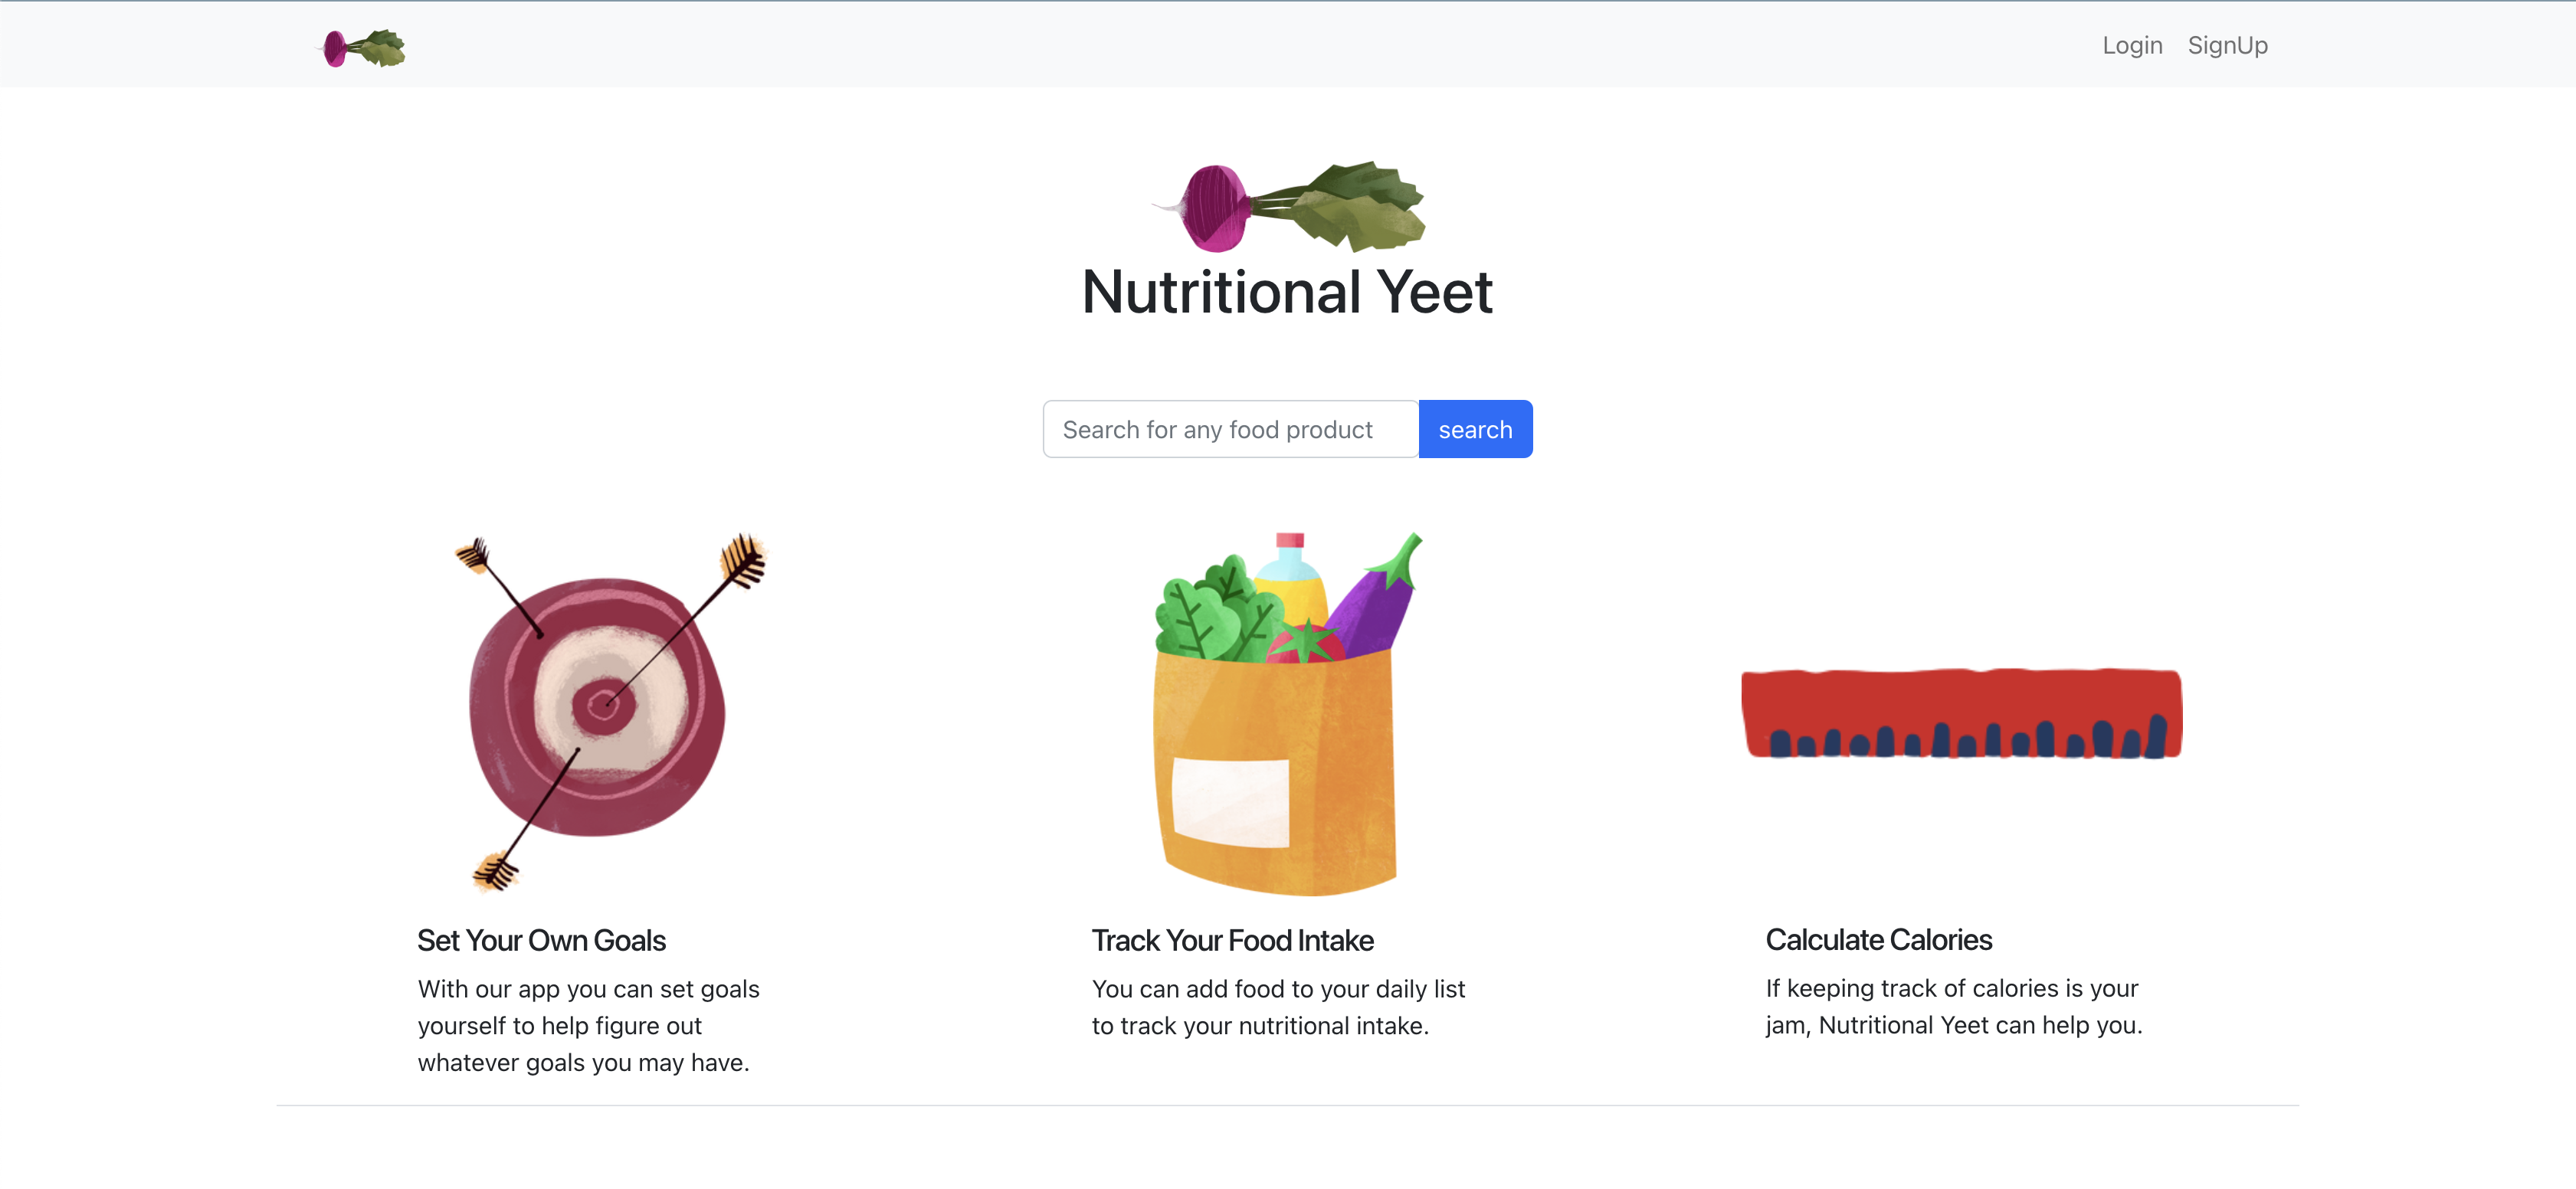 Login SignUp
Nutritional Yeet
Search for any food product search
Set Your Own Goals
With our app you can set goals
yourself to help figure out
whatever goals you may have.
Track Your Food Intake
You can add food to your daily list
to track your nutritional intake.
Calculate Calories
If keeping track of calories is your
jam, Nutritional Yeet can help you.